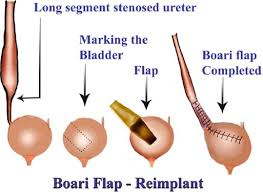 Long segment stenosed ureter
Marking the
Bladder
Flap
Boari flap
Completed
Boari Flap - Reimplant